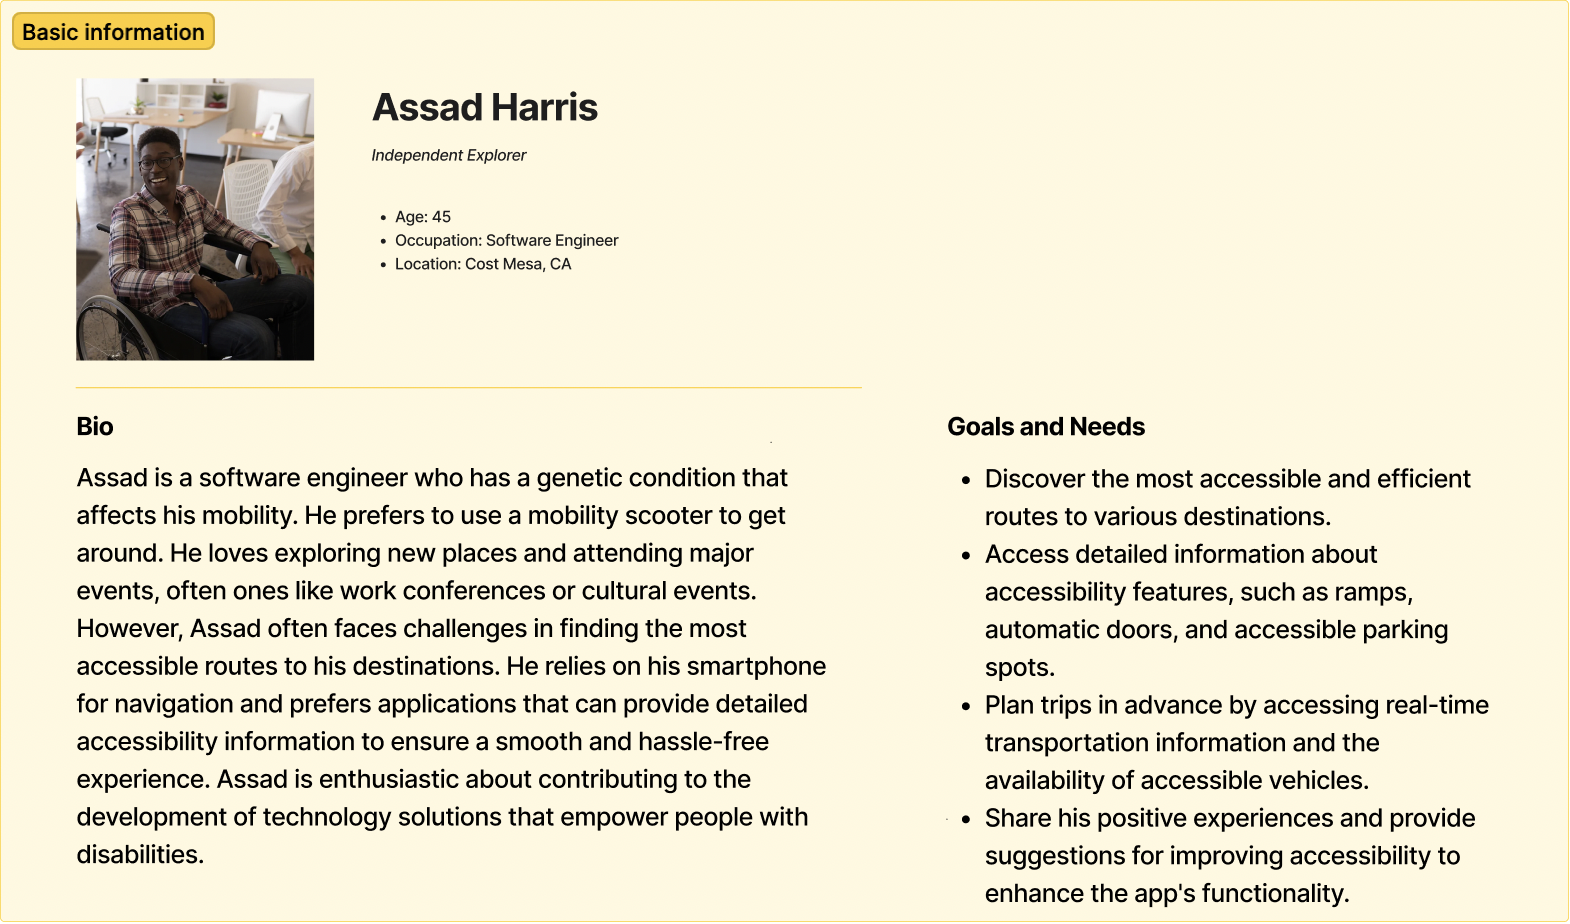 Basic information
Assad Harris
Independent Explorer
• Age: 45
• Occupation: Software Engineer
• Location: Cost Mesa, CA
Bio
Assad is a software engineer who has a genetic condition that
affects his mobility. He prefers to use a mobility scooter to get
around. He loves exploring new places and attending major
events, often ones like work conferences or cultural events.
However, Assad often faces challenges in finding the most
accessible routes to his destinations. He relies on his smartphone
for navigation and prefers applications that can provide detailed
accessibility information to ensure a smooth and hassle-free
experience. Assad is enthusiastic about contributing to the
development of technology solutions that empower people with
disabilities.
Goals and Needs
• Discover the most accessible and efficient
routes to various destinations.
• Access detailed information about
accessibility features, such as ramps,
automatic doors, and accessible parking
spots.
• Plan trips in advance by accessing real-time
transportation information and the
availability of accessible vehicles.
• Share his positive experiences and provide
suggestions for improving accessibility to
enhance the app's functionality.